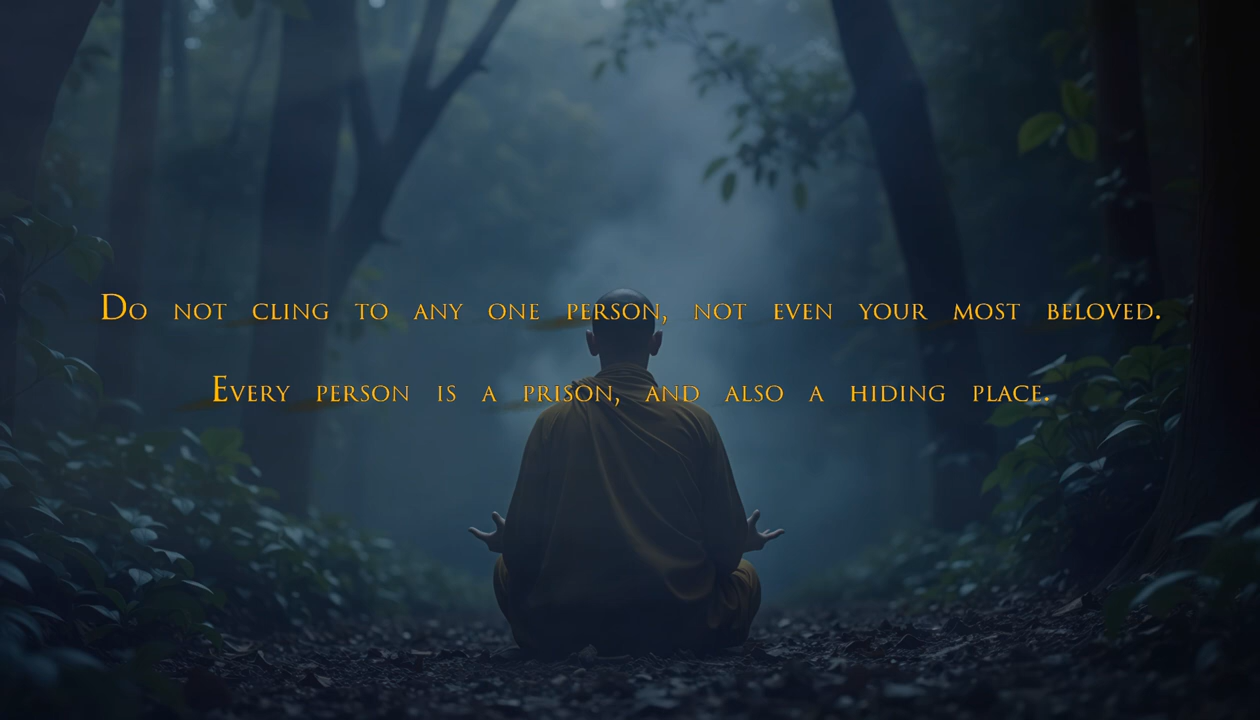 Do not cling to any one person, not even your most beloved.
Every person is a prison, and also a hiding place.